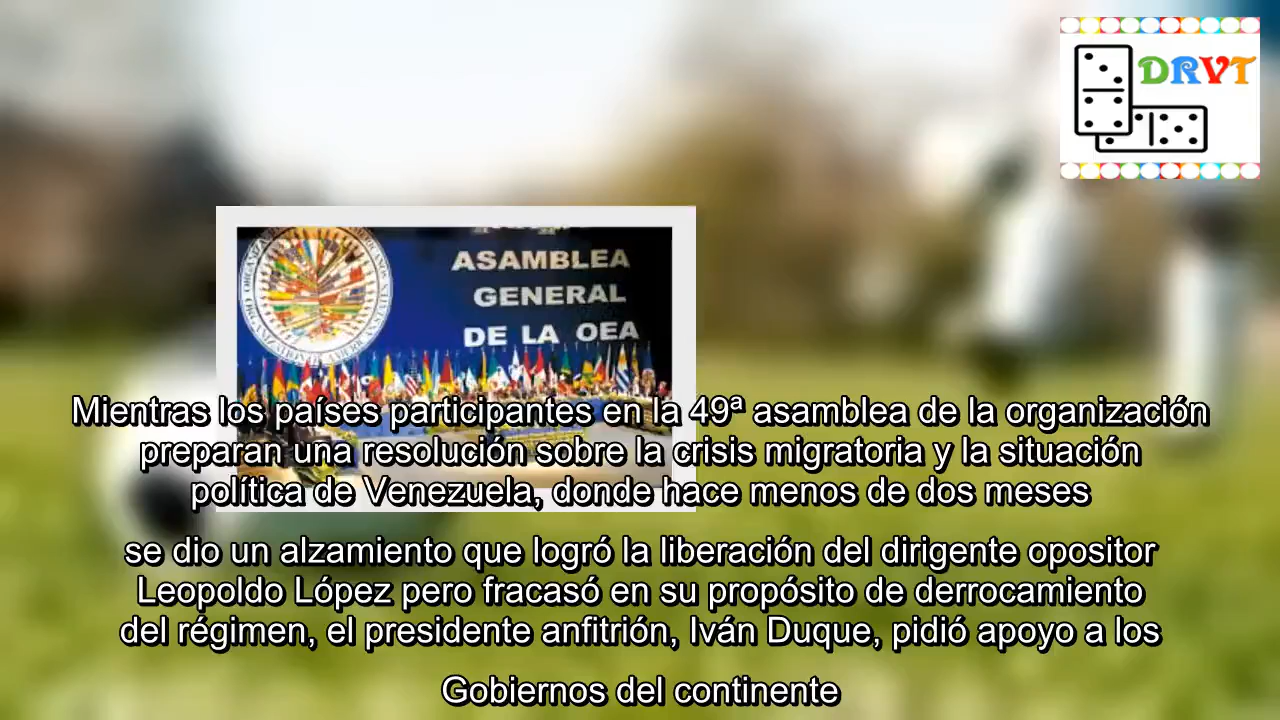 DRVT
ASAMBLEA
GENERAL
DE LA OEA
Mientras los países participantes en la 49ª asamblea de la organización
preparan una resolución sobre la crisis migratoria y la situación
política de Venezuela, donde hace menos de dos meses
se dio un alzamiento que logró la liberación del dirigente opositor
Leopoldo López pero fracasó en su propósito de derrocamiento
del régimen, el presidente anfitrión, Iván Duque, pidió apoyo a los
Gobiernos del continente